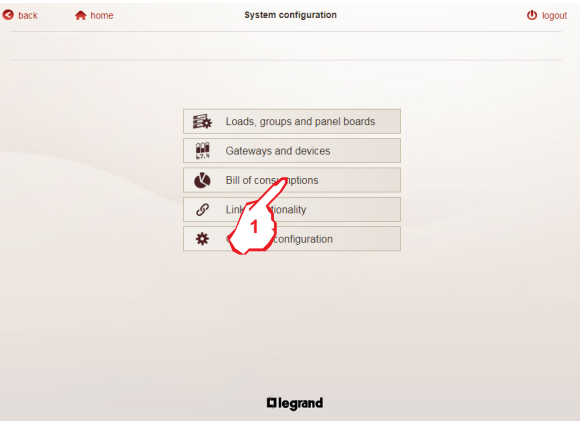 back home System configuration logout
Loads, groups and panel boards
Gateways and devices
Bill of consumptions
Link
1
configuration
legrand